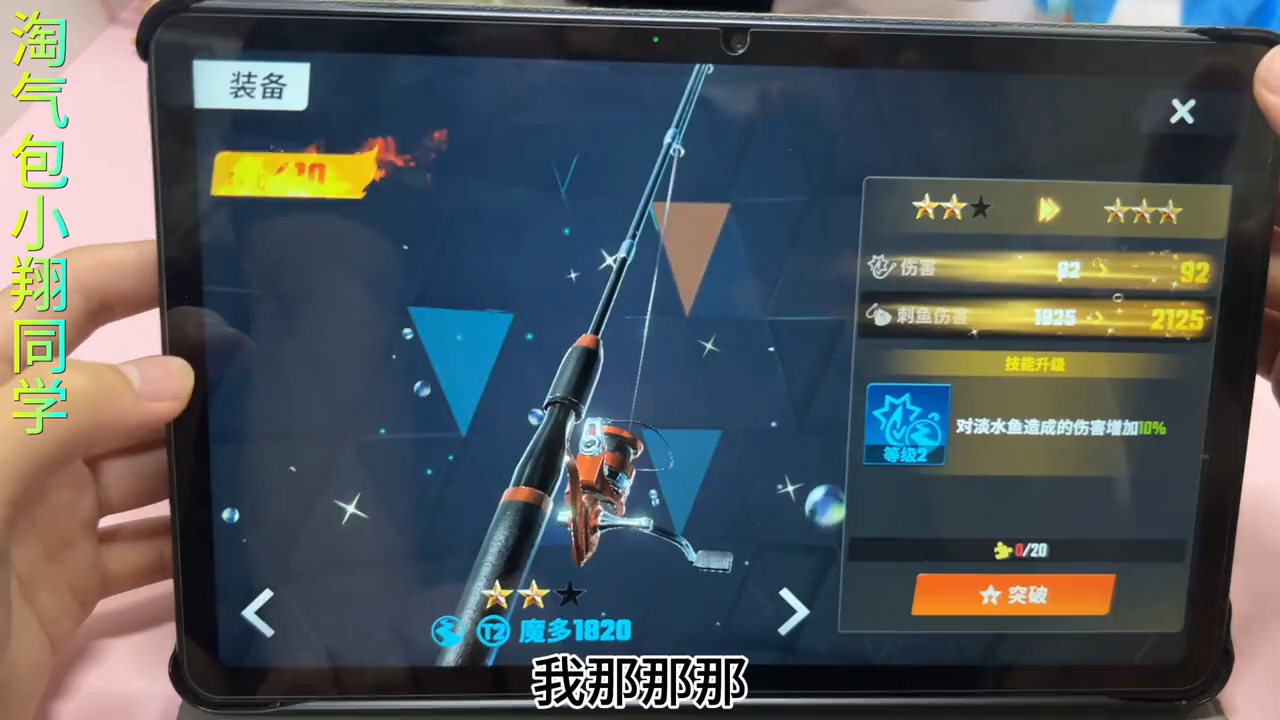 淘气包小翔同学
装备
伤害 92
刺鱼伤害 1925 2125
技能升级
对淡水鱼造成的伤害增加10%
等级2
0/20
突破
T2 魔多1820
我那那那